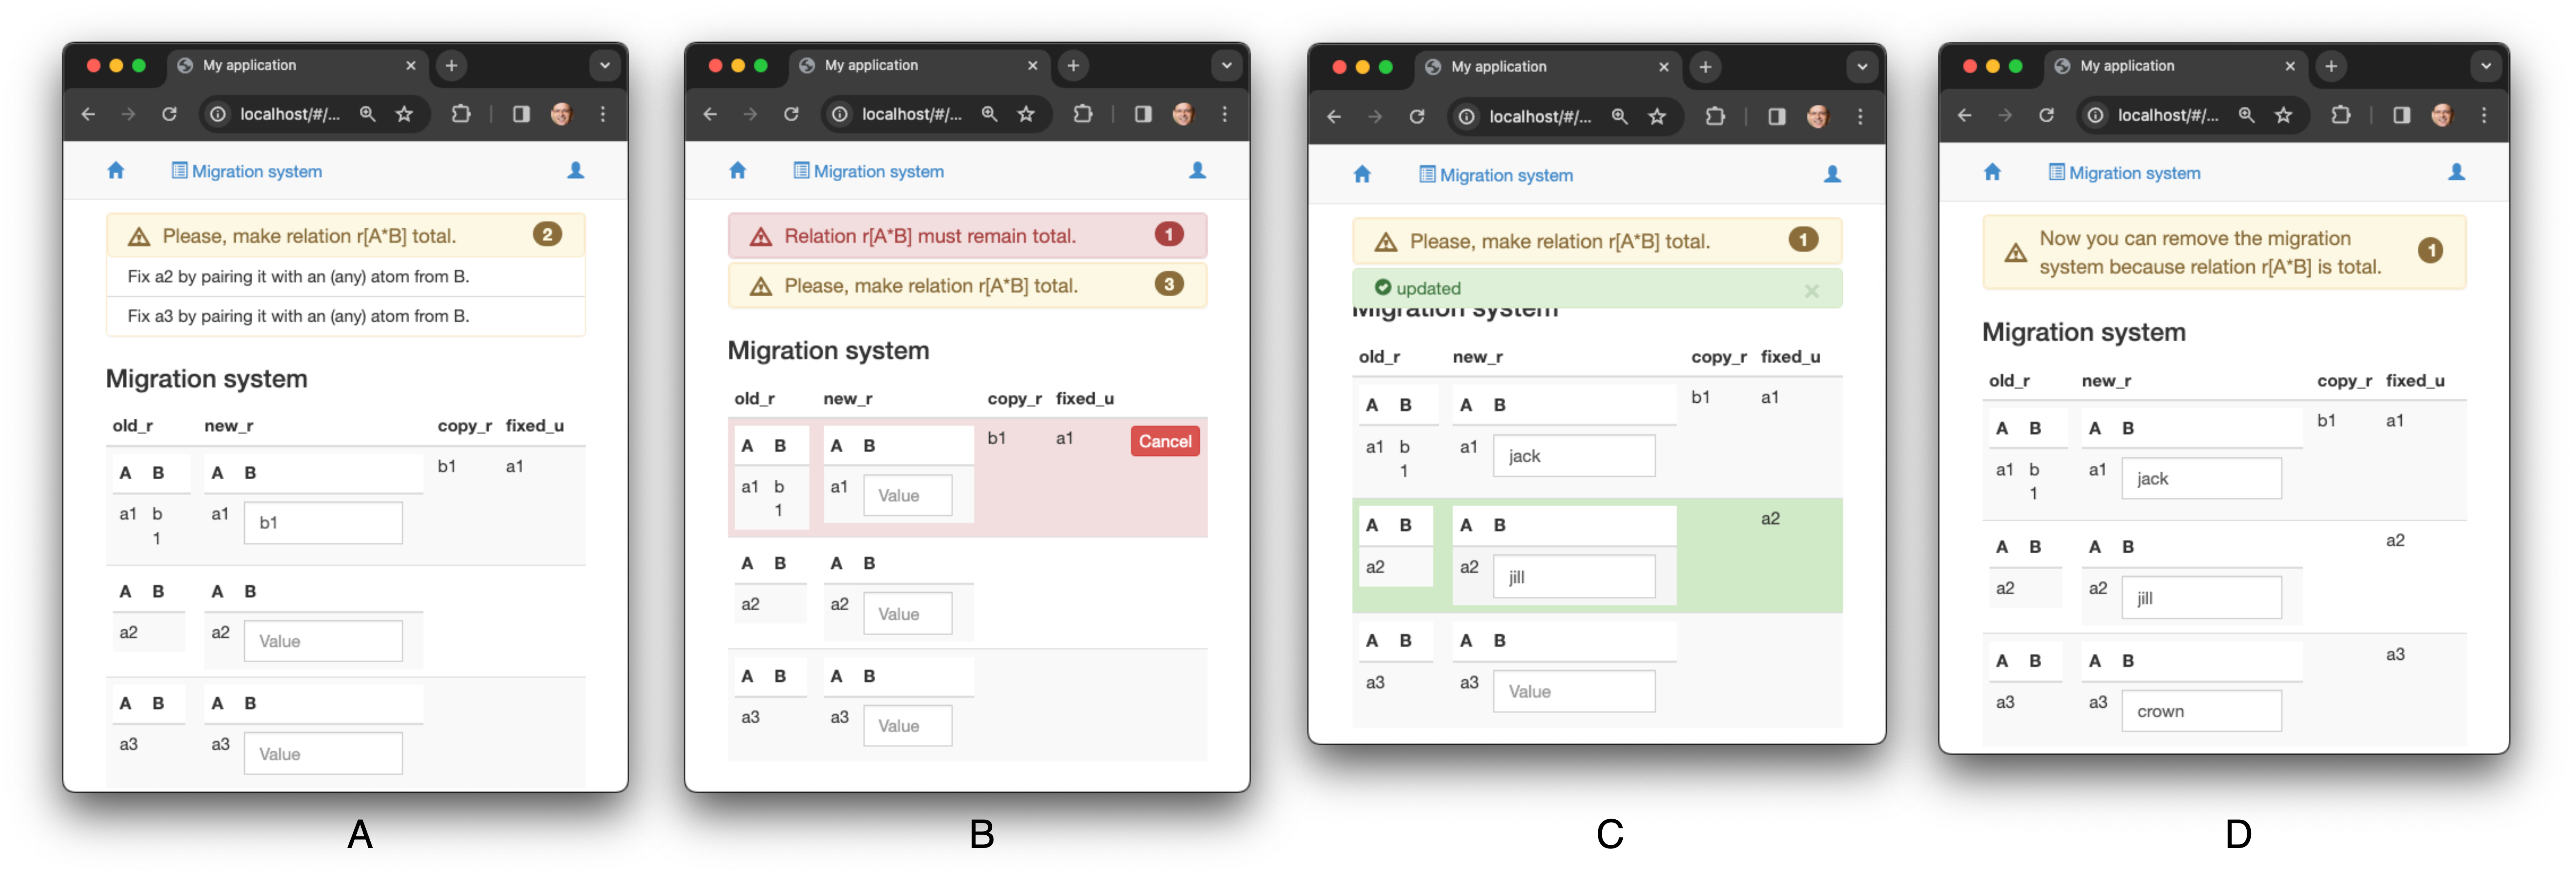 My application
localhost/#/...
Migration system
Please, make relation r[A*B] total. 2
Fix a2 by pairing it with an (any) atom from B.
Fix a3 by pairing it with an (any) atom from B.
Migration system
old_r new_r copy_r fixed_u
A B A B b1 a1
a1 b 1 a1 b1
A B A B
a2 a2 Value
A B A B
a3 a3 Value
A
My application
localhost/#/...
Migration system
Relation r[A*B] must remain total. 1
Please, make relation r[A*B] total. 3
Migration system
old_r new_r copy_r fixed_u
A B A B b1 a1 Cancel
a1 b 1 a1 Value
A B A B
a2 a2 Value
A B A B
a3 a3 Value
B
My application
localhost/#/...
Migration system
Please, make relation r[A*B] total. 1
updated
Migration system
old_r new_r copy_r fixed_u
A B A B b1 a1
a1 b 1 a1 jack
A B A B a2
a2 a2 jill
A B A B
a3 a3 Value
C
My application
localhost/#/...
Migration system
Now you can remove the migration
system because relation r[A*B] is total. 1
Migration system
old_r new_r copy_r fixed_u
A B A B b1 a1
a1 b 1 a1 jack
A B A B a2
a2 a2 jill
A B A B a3
a3 a3 crown
D